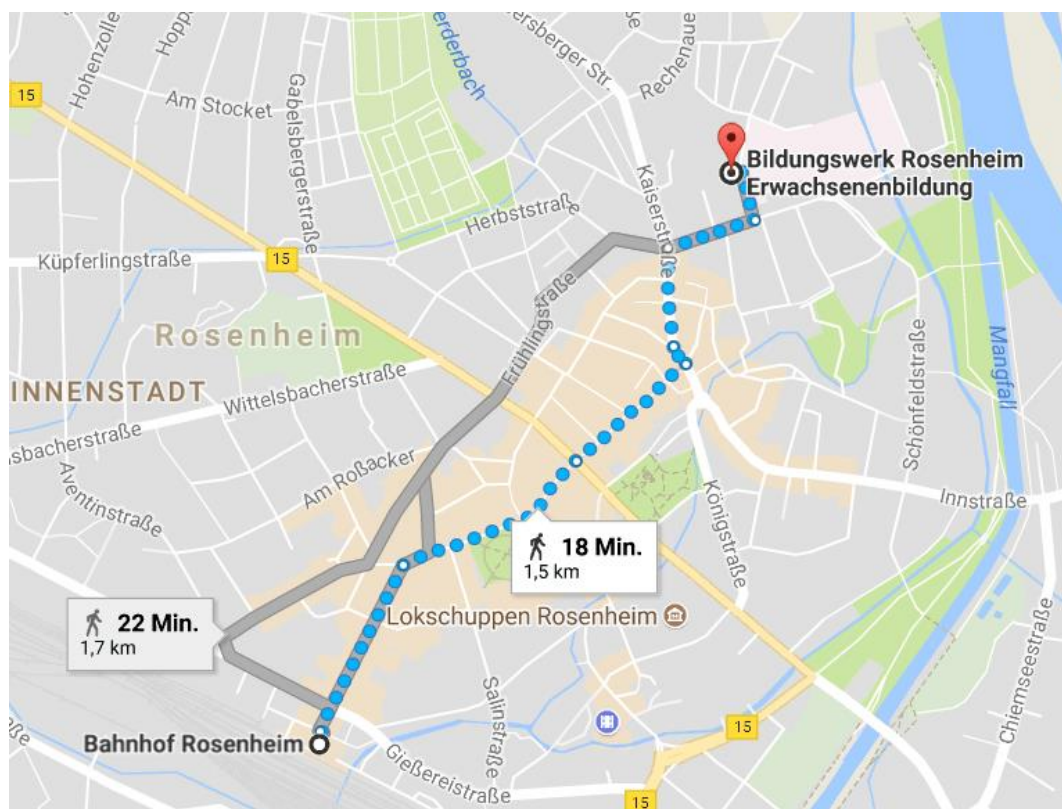 Hohenzolle
Hopp
erderbach
ersberger Str.
Rechenaue
15
Am Stocket
Gabelsbergerstraße
Kaiserstraße
Bildungswerk Rosenheim
Erwachsenenbildung
Herbststraße
Küpferlingstraße
15
Frühlingstraße
Rosenheim
INNENSTADT
Wittelsbacherstraße
Mangfall
Schönfeldstraße
lsbacherstraße
Aventinstraße
Am Roßacker
Königstraße
Innstraße
18 Min.
1,5 km
22 Min.
1,7 km
Lokschuppen Rosenheim
Chiemseestraße
Salinstraße
Bahnhof Rosenheim
Gießereistraße
15
15
15